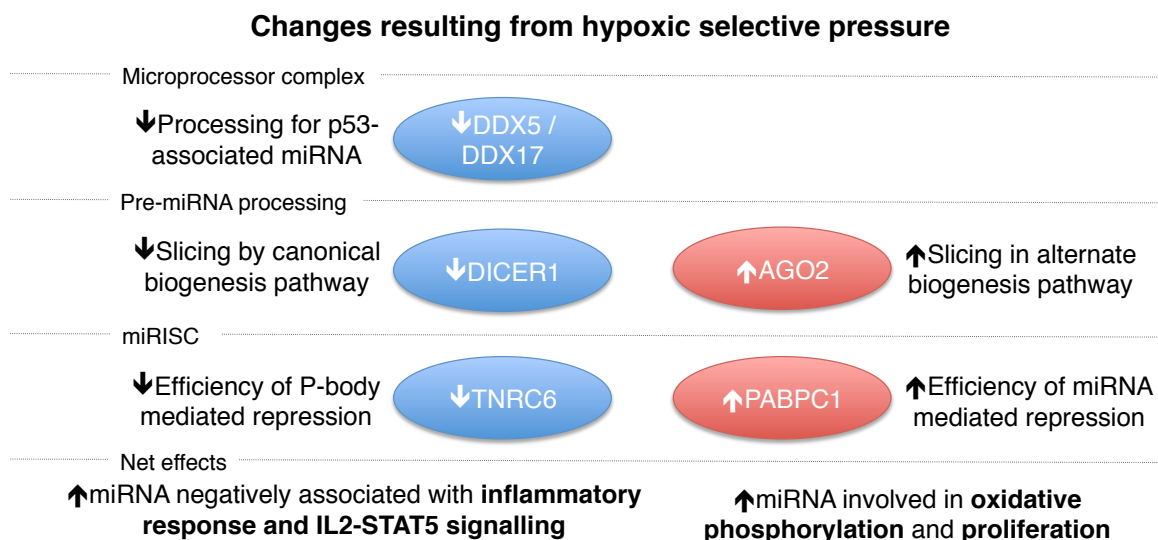 Changes resulting from hypoxic selective pressure
Microprocessor complex
↓Processing for p53-
associated miRNA
↓DDX5 /
DDX17
Pre-miRNA processing
↓Slicing by canonical
biogenesis pathway
↓DICER1
↑AGO2
↑Slicing in alternate
biogenesis pathway
miRISC
↓Efficiency of P-body
mediated repression
↓TNRC6
↑PABPC1
↑Efficiency of miRNA
mediated repression
Net effects
↑miRNA negatively associated with inflammatory
response and IL2-STAT5 signalling
↑miRNA involved in oxidative
phosphorylation and proliferation